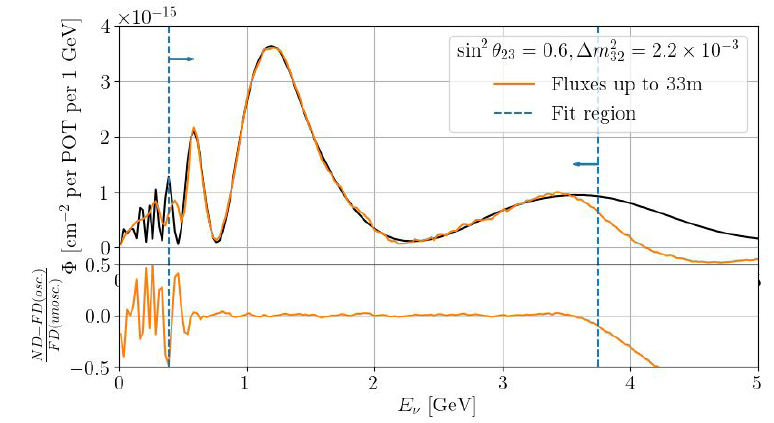 ×10−15
4
3
2
1
0
Φ [cm−2 per POT per 1 GeV]
sin2 θ23 = 0.6, Δm232 = 2.2 × 10−3
Fluxes up to 33m
Fit region
0.5
0.0
−0.5
ND−FD(osc.)
FD(unosc.)
0 1 2 3 4 5
Eν [GeV]